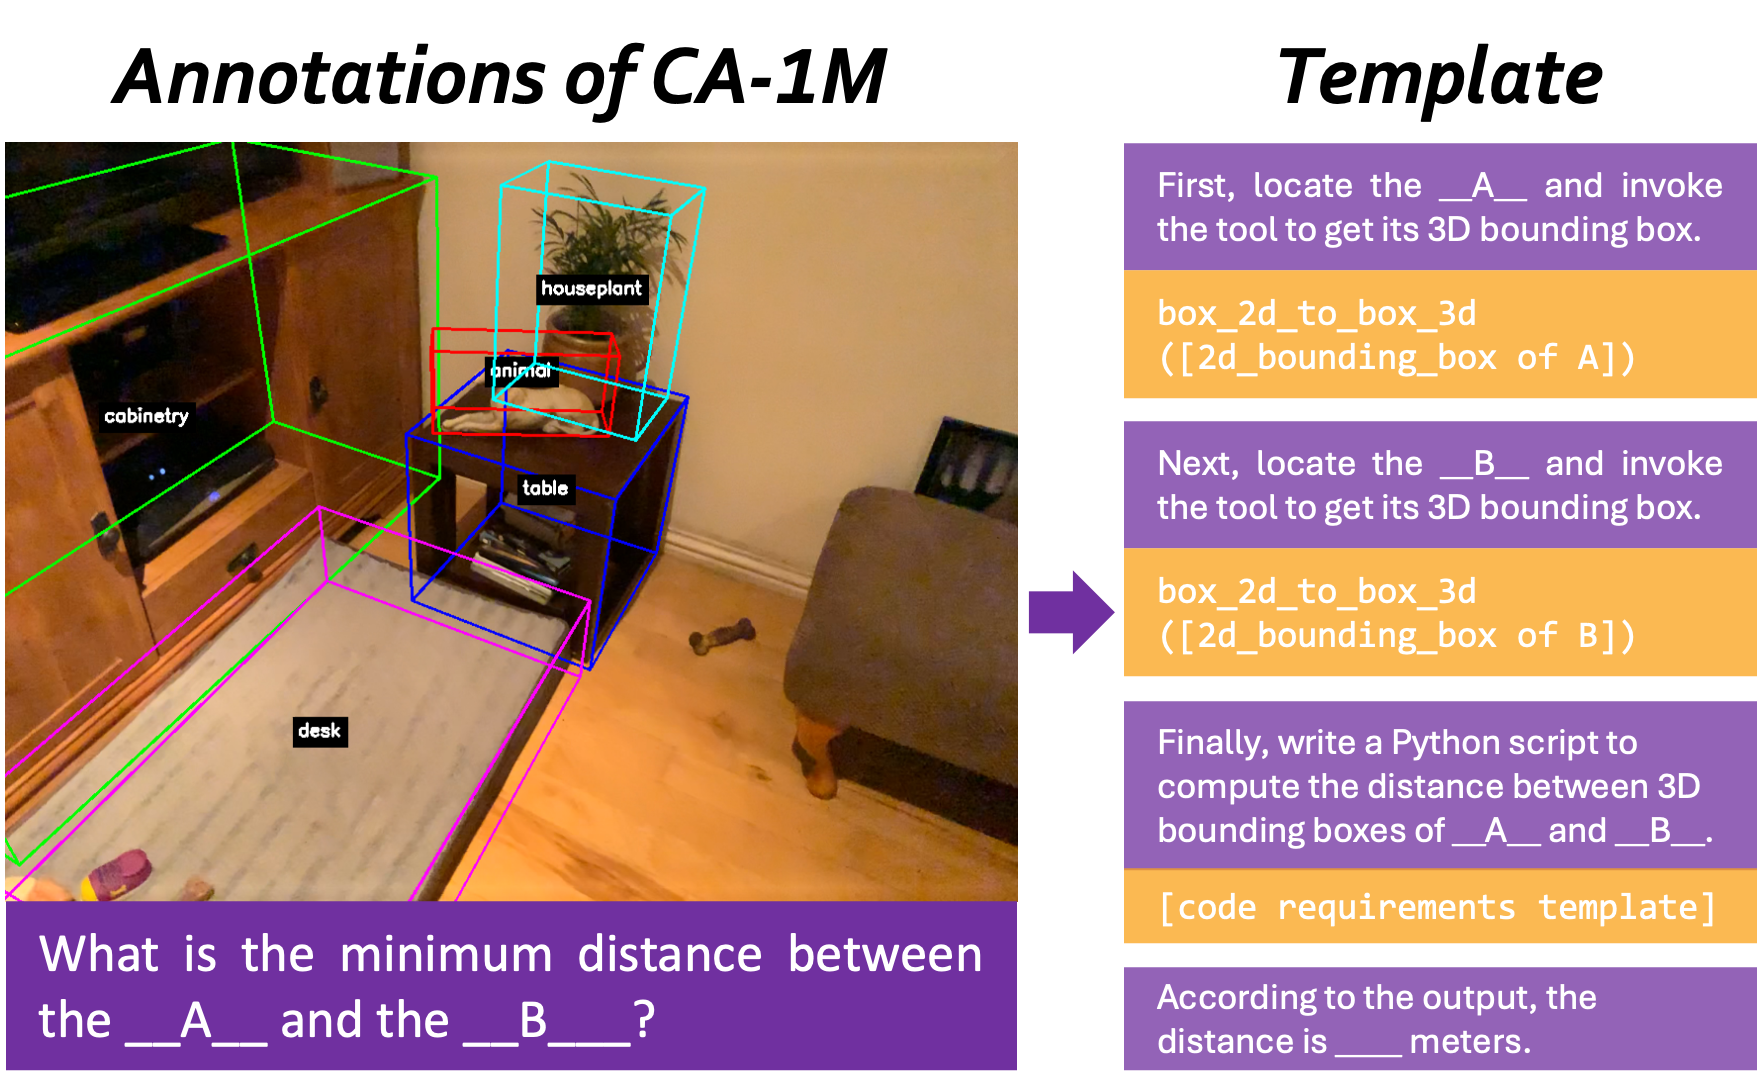 Annotations of CA-1M
Template
houseplant
animal
cabinetry
table
desk
What is the minimum distance between
the __A__ and the __B___?
First, locate the __A__ and invoke
the tool to get its 3D bounding box.
box_2d_to_box_3d
([2d_bounding_box of A])
Next, locate the __B__ and invoke
the tool to get its 3D bounding box.
box_2d_to_box_3d
([2d_bounding_box of B])
Finally, write a Python script to
compute the distance between 3D
bounding boxes of __A__ and __B__.
[code requirements template]
According to the output, the
distance is ____ meters.